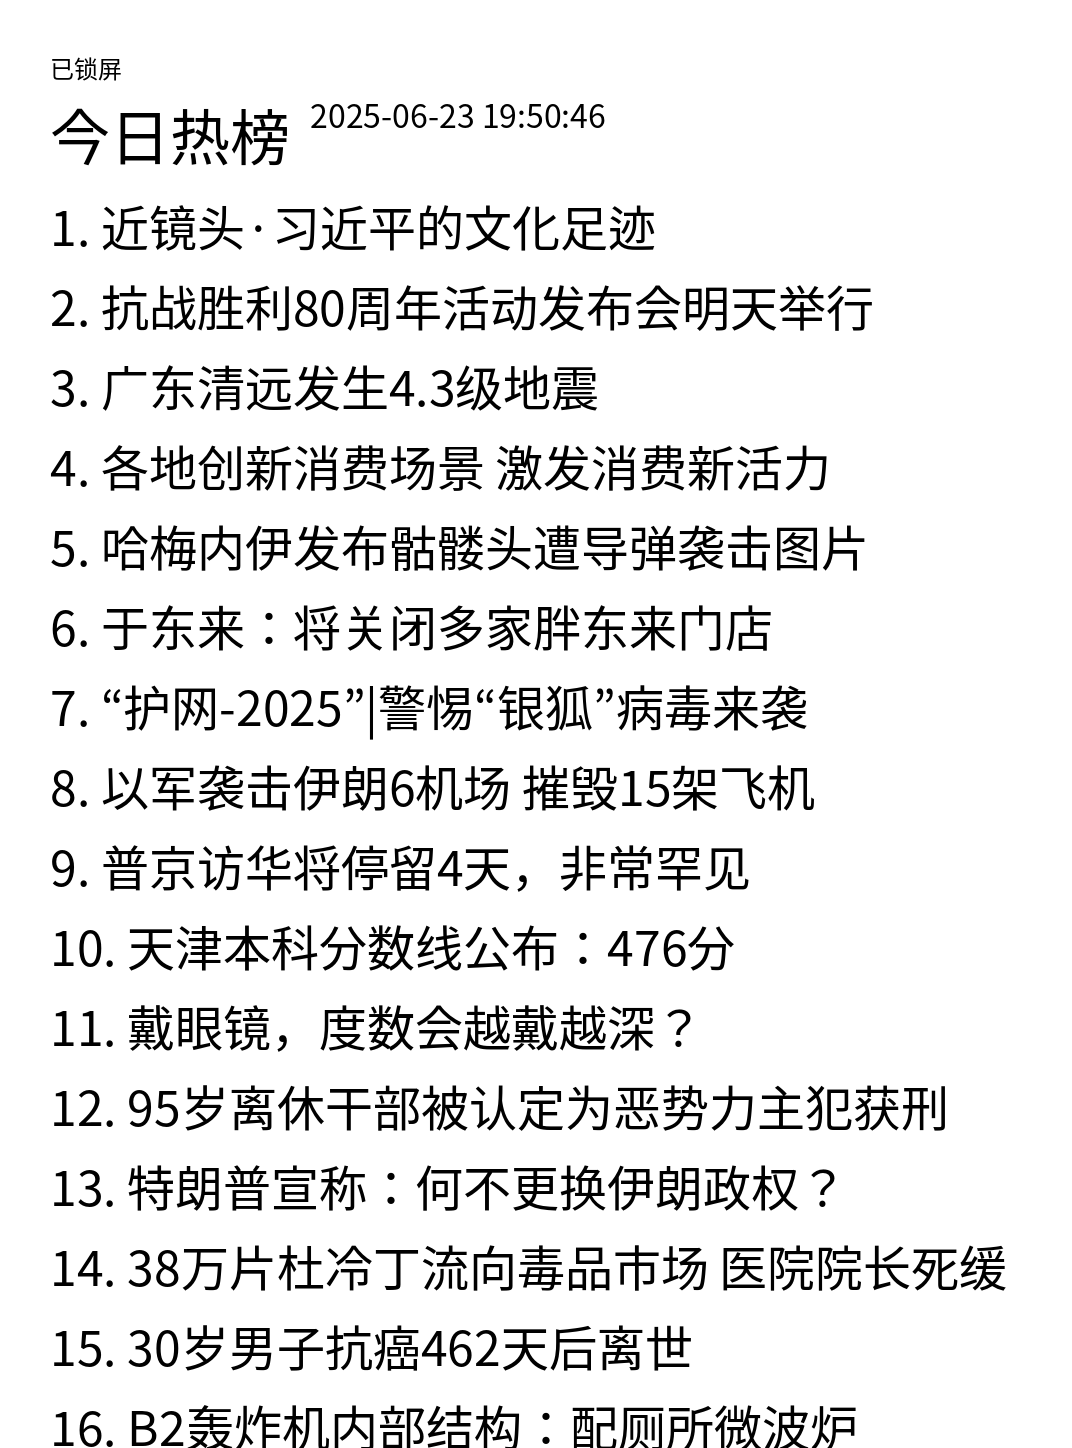 已锁屏
今日热榜 2025-06-23 19:50:46
1. 近镜头·习近平的文化足迹
2. 抗战胜利80周年活动发布会明天举行
3. 广东清远发生4.3级地震
4. 各地创新消费场景 激发消费新活力
5. 哈梅内伊发布骷髅头遭导弹袭击图片
6. 于东来：将关闭多家胖东来门店
7. “护网-2025”|警惕“银狐”病毒来袭
8. 以军袭击伊朗6机场 摧毁15架飞机
9. 普京访华将停留4天，非常罕见
10. 天津本科分数线公布：476分
11. 戴眼镜，度数会越戴越深？
12. 95岁离休干部被认定为恶势力主犯获刑
13. 特朗普宣称：何不更换伊朗政权？
14. 38万片杜冷丁流向毒品市场 医院院长死缓
15. 30岁男子抗癌462天后离世
16. B2轰炸机内部结构：配厕所微波炉